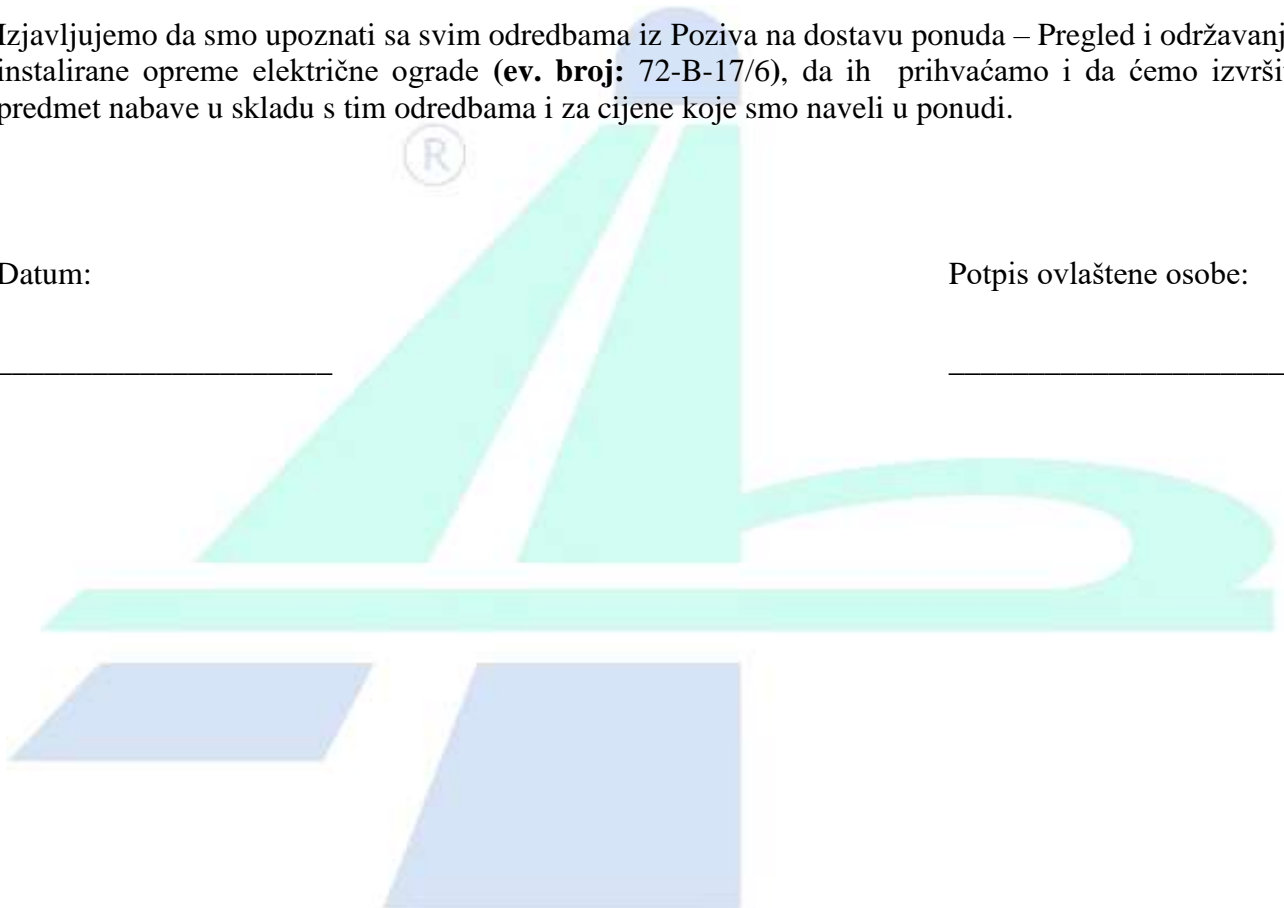 Izjavljujemo da smo upoznati sa svim odredbama iz Poziva na dostavu ponuda – Pregled i održavanj
instalirane opreme električne ograde (ev. broj: 72-B-17/6), da ih prihvaćamo i da ćemo izvrši
predmet nabave u skladu s tim odredbama i za cijene koje smo naveli u ponudi.
®
Datum: Potpis ovlaštene osobe:
_____________________ _____________________